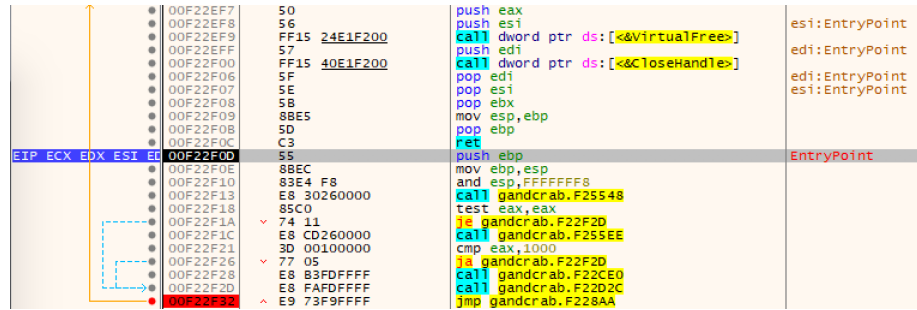 00F22EF7 50 push eax
00F22EF8 56 push esi esi:EntryPoint
00F22EF9 FF15 24E1F200 call dword ptr ds:[<&VirtualFree>]
00F22EFF 57 push edi edi:EntryPoint
00F22F00 FF15 40E1F200 call dword ptr ds:[<&CloseHandle>]
00F22F06 5F pop edi edi:EntryPoint
00F22F07 5E pop esi esi:EntryPoint
00F22F08 5B pop ebx
00F22F09 8BE5 mov esp,ebp
00F22F0B 5D pop ebp
00F22F0C C3 ret
EIP ECX EDX ESI ED 00F22F0D 55 push ebp EntryPoint
00F22F0E 8BEC mov ebp,esp
00F22F10 83E4 F8 and esp,FFFFFFF8
00F22F13 E8 30260000 call gandcrab.F25548
00F22F18 85C0 test eax,eax
00F22F1A 74 11 je gandcrab.F22F2D
00F22F1C E8 CD260000 call gandcrab.F255EE
00F22F21 3D 00100000 cmp eax,1000
00F22F26 77 05 ja gandcrab.F22F2D
00F22F28 E8 B3FDFFFF call gandcrab.F22CE0
00F22F2D E8 FAFDFFFF call gandcrab.F22D2C
00F22F32 E9 73F9FFFF jmp gandcrab.F228AA